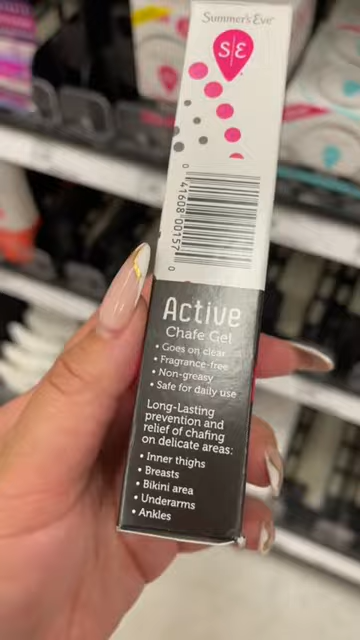 Summer's Eve
S|E
0 41608 00157 0
Active
Chafe Gel
• Goes on clear
• Fragrance-free
• Non-greasy
• Safe for daily use
Long-Lasting
prevention and
relief of chafing
on delicate areas:
• Inner thighs
• Breasts
• Bikini area
• Underarms
• Ankles